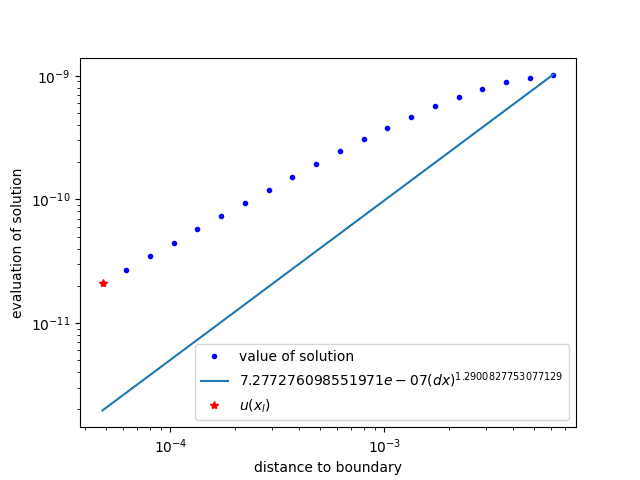 10⁻⁹
10⁻¹⁰
10⁻¹¹
evaluation of solution
value of solution
7.277276098551971e − 07(dx)^1.2900827753077129
u(x_l)
10⁻⁴ 10⁻³
distance to boundary